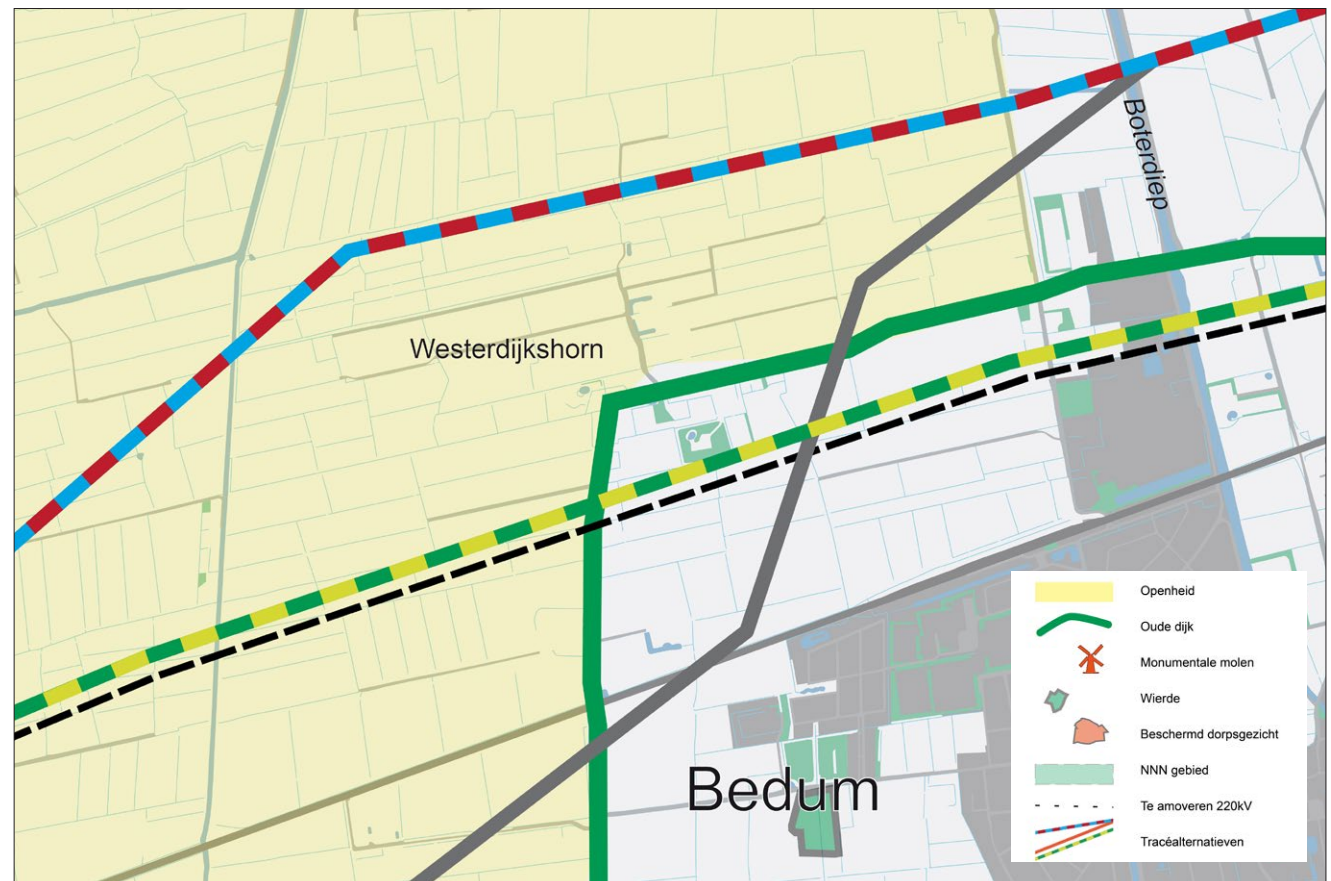 Boterdiep
Westerdijkshorn
Bedum
Openheid
Oude dijk
Monumentale molen
Wierde
Beschermd dorpsgezicht
NNN gebied
Te amoveren 220kV
Tracéalternatieven